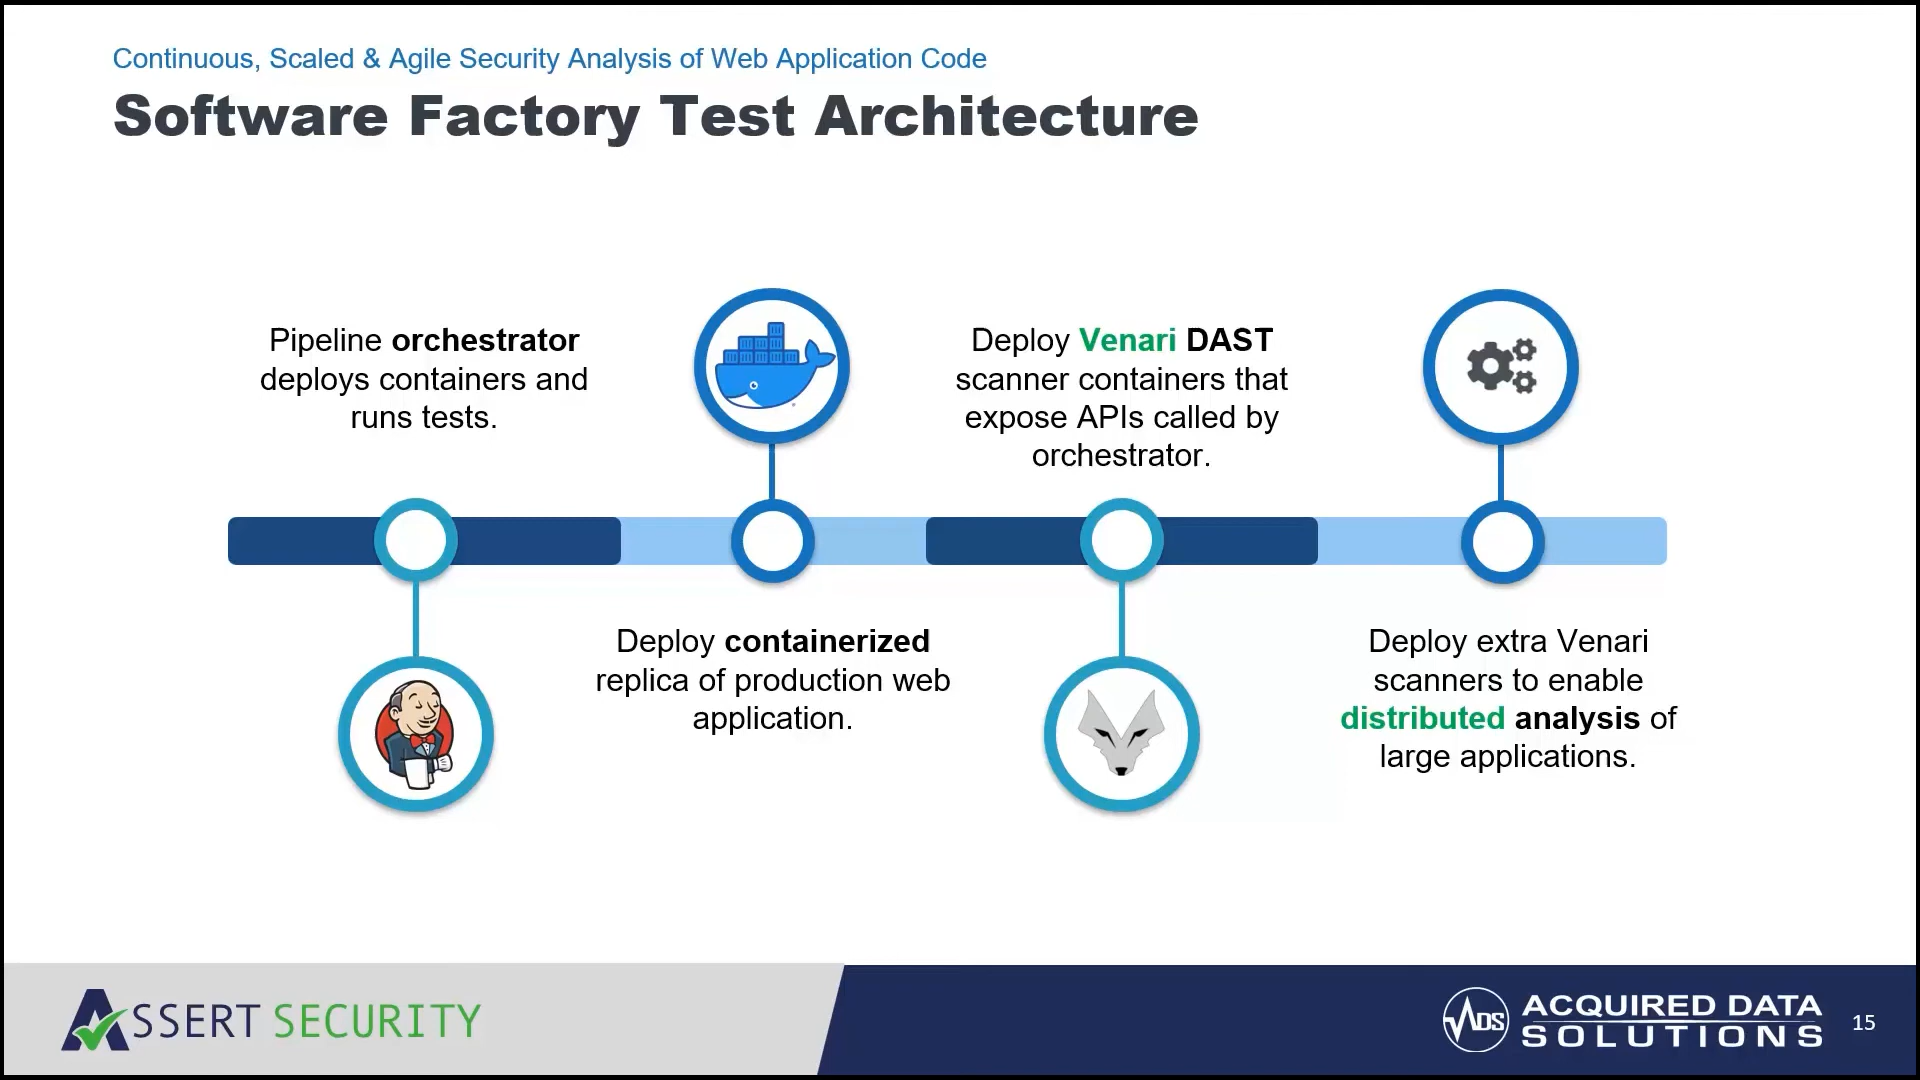 Continuous, Scaled & Agile Security Analysis of Web Application Code
Software Factory Test Architecture
Pipeline orchestrator
deploys containers and
runs tests.
Deploy containerized
replica of production web
application.
Deploy Venari DAST
scanner containers that
expose APIs called by
orchestrator.
Deploy extra Venari
scanners to enable
distributed analysis of
large applications.
ASSERT SECURITY
ADS
ACQUIRED DATA
SOLUTIONS
15